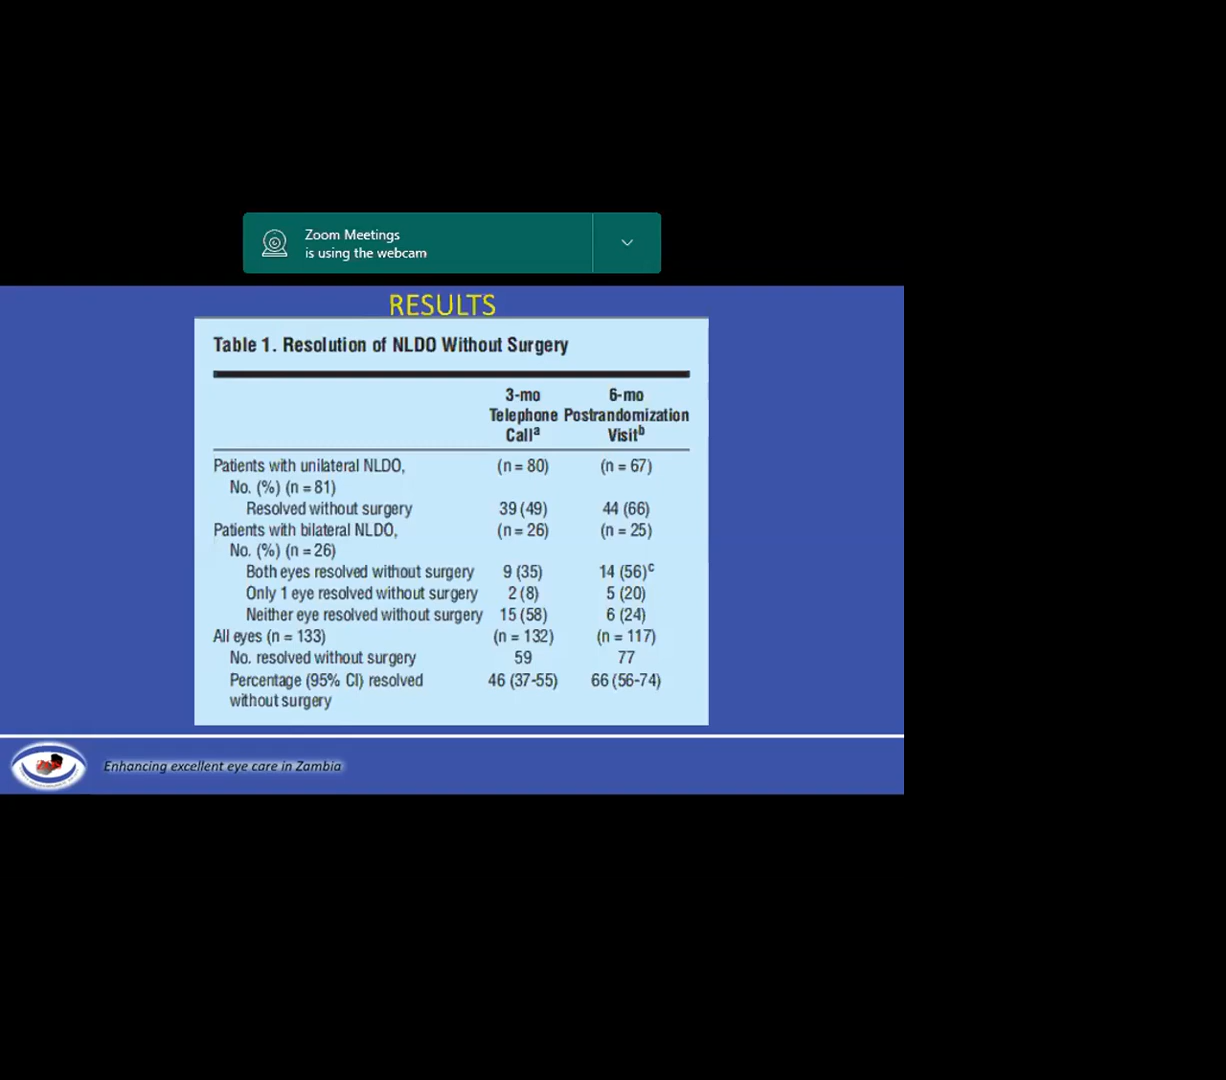 Zoom Meetings
is using the webcam
RESULTS
Table 1. Resolution of NLDO Without Surgery
3-mo Telephone Callᵃ
6-mo Postrandomization Visitᵇ
Patients with unilateral NLDO, (n = 80) (n = 67)
No. (%) (n = 81)
Resolved without surgery 39 (49) 44 (66)
Patients with bilateral NLDO, (n = 26) (n = 25)
No. (%) (n = 26)
Both eyes resolved without surgery 9 (35) 14 (56)ᶜ
Only 1 eye resolved without surgery 2 (8) 5 (20)
Neither eye resolved without surgery 15 (58) 6 (24)
All eyes (n = 133) (n = 132) (n = 117)
No. resolved without surgery 59 77
Percentage (95% CI) resolved 46 (37-55) 66 (56-74)
without surgery
Enhancing excellent eye care in Zambia